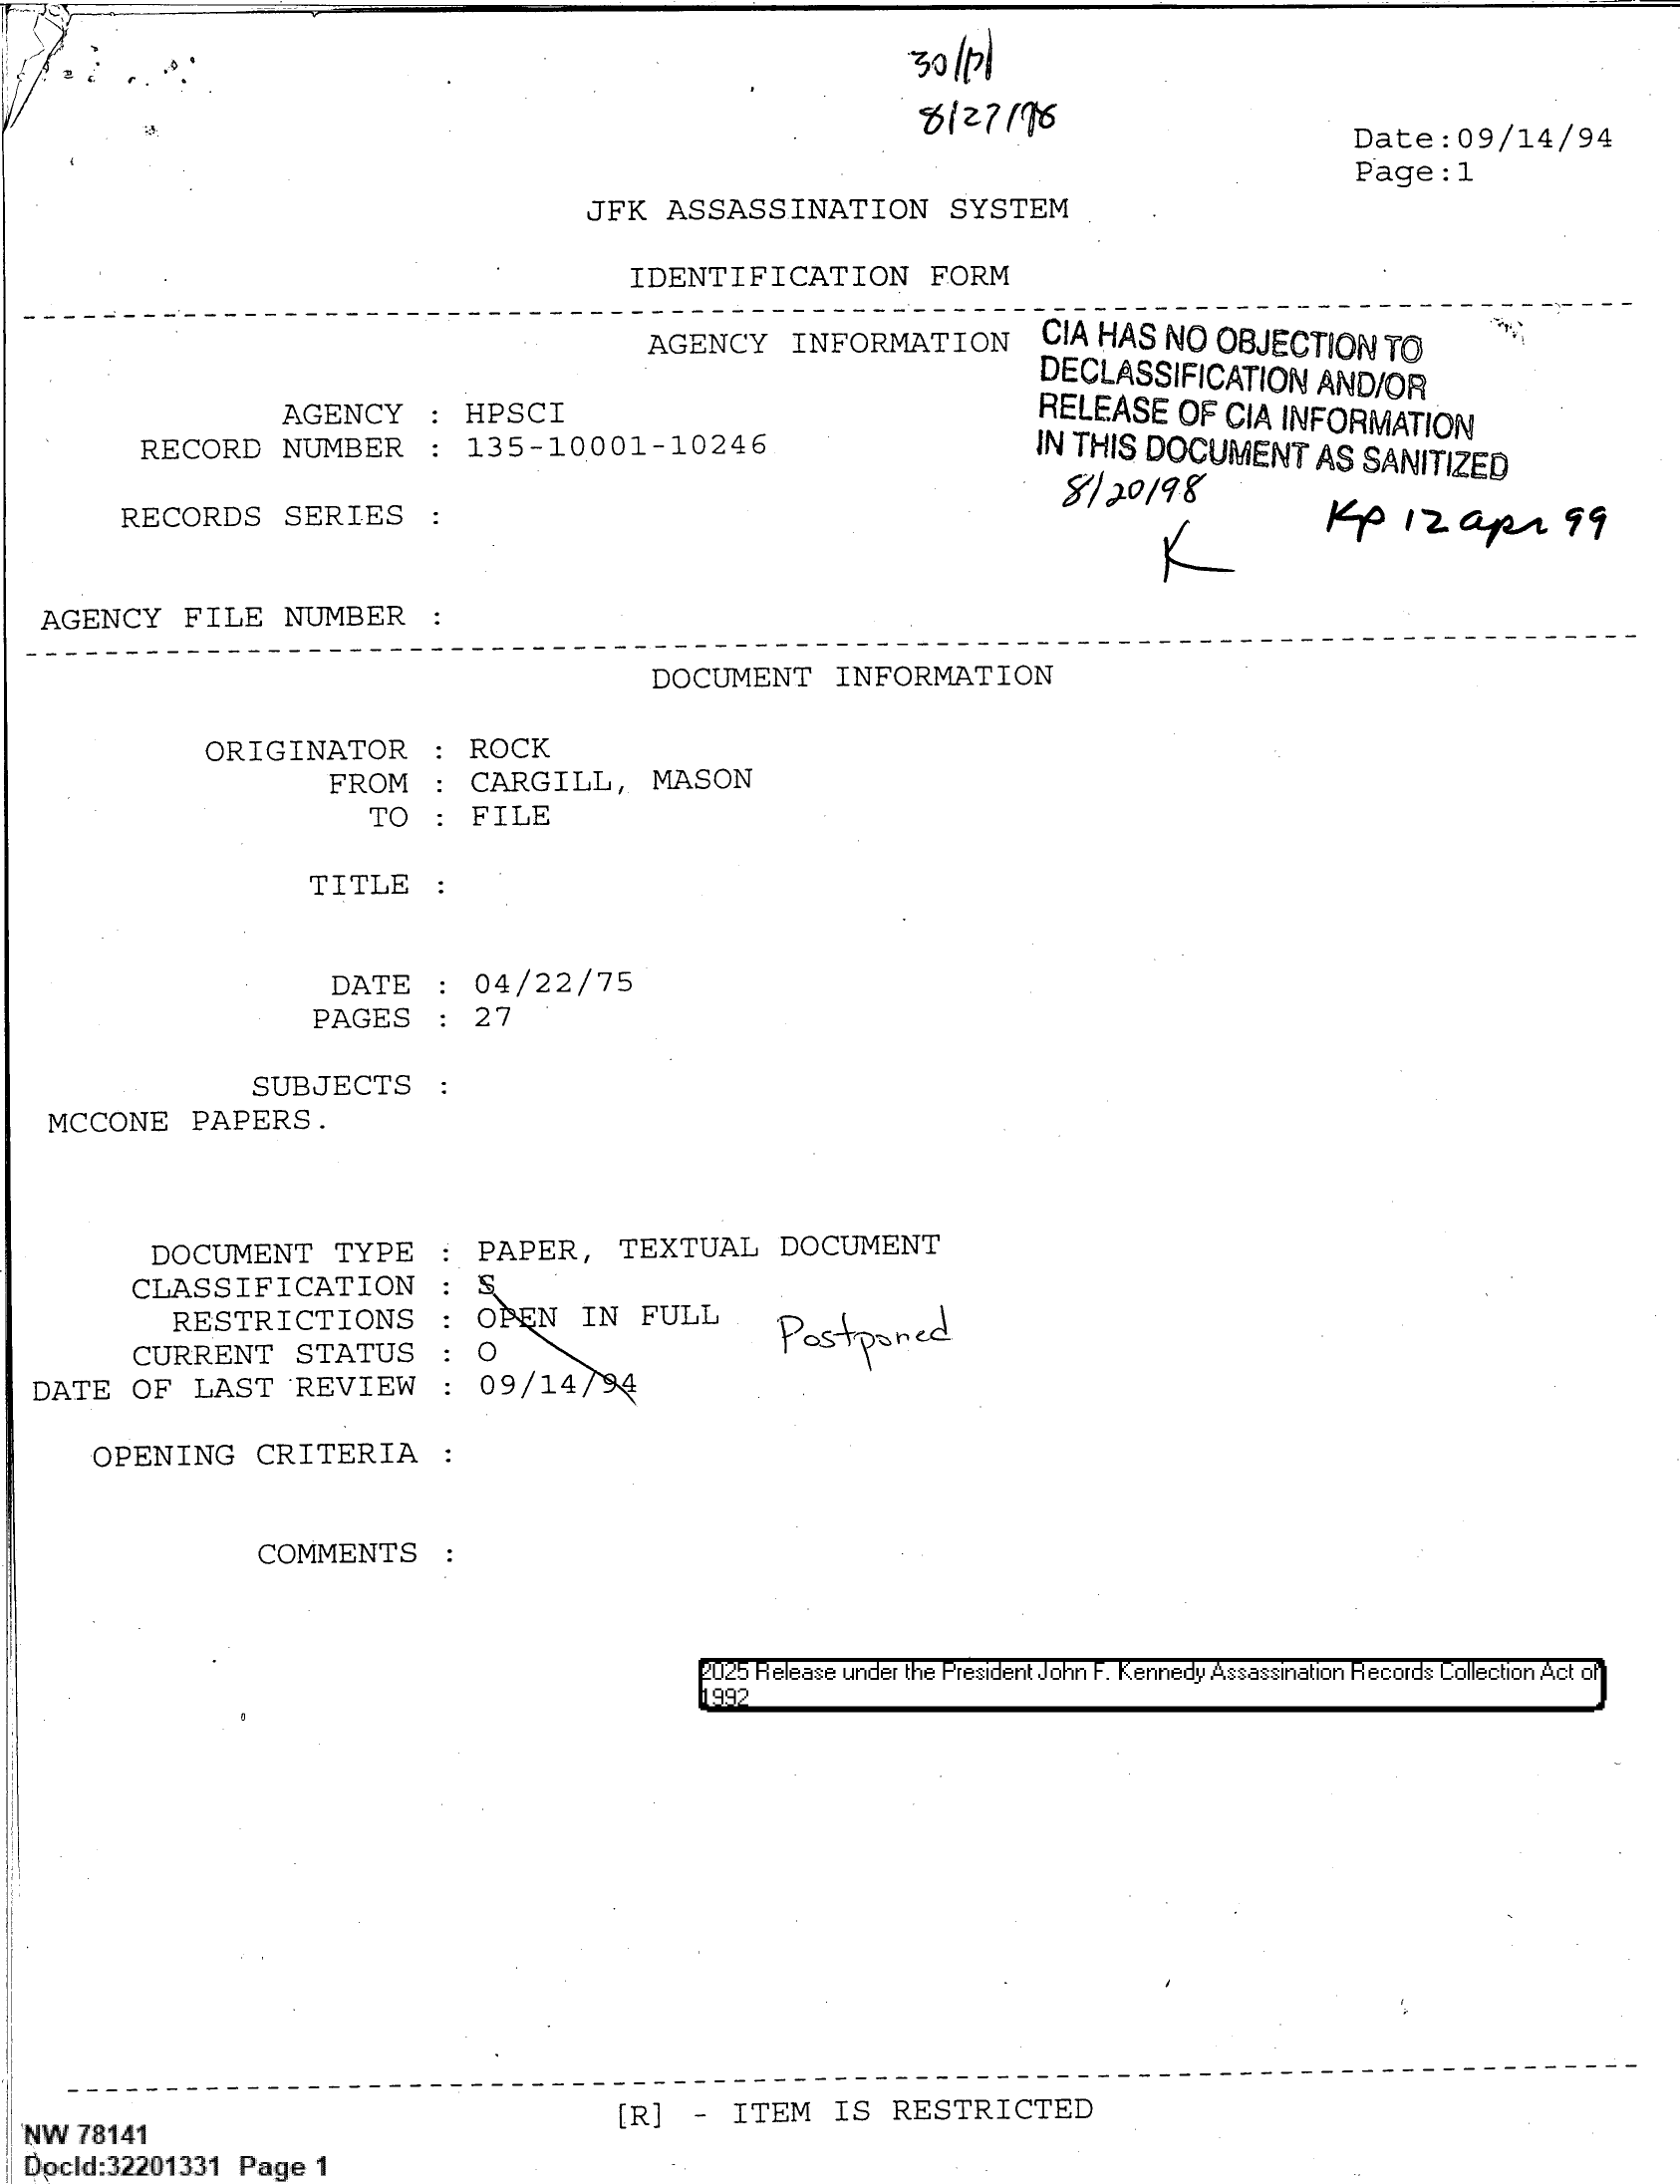 8/27/98
Date:09/14/94
Page:1
JFK ASSASSINATION SYSTEM
IDENTIFICATION FORM
AGENCY INFORMATION
CIA HAS NO OBJECTION TO
DECLASSIFICATION AND/OR
RELEASE OF CIA INFORMATION
IN THIS DOCUMENT AS SANITIZED
8/20/98
K
KP 12 apr 99
AGENCY : HPSCI
RECORD NUMBER : 135-10001-10246
RECORDS SERIES :
AGENCY FILE NUMBER :
DOCUMENT INFORMATION
ORIGINATOR : ROCK
FROM : CARGILL, MASON
TO : FILE
TITLE :
DATE : 04/22/75
PAGES : 27
SUBJECTS :
MCCONE PAPERS.
DOCUMENT TYPE : PAPER, TEXTUAL DOCUMENT
CLASSIFICATION : S
RESTRICTIONS : OPEN IN FULL Postponed
CURRENT STATUS : O
DATE OF LAST REVIEW : 09/14/94
OPENING CRITERIA :
COMMENTS :
2025 Release under the President John F. Kennedy Assassination Records Collection Act of
1992
[R] - ITEM IS RESTRICTED
NW 78141
DocId:32201331 Page 1